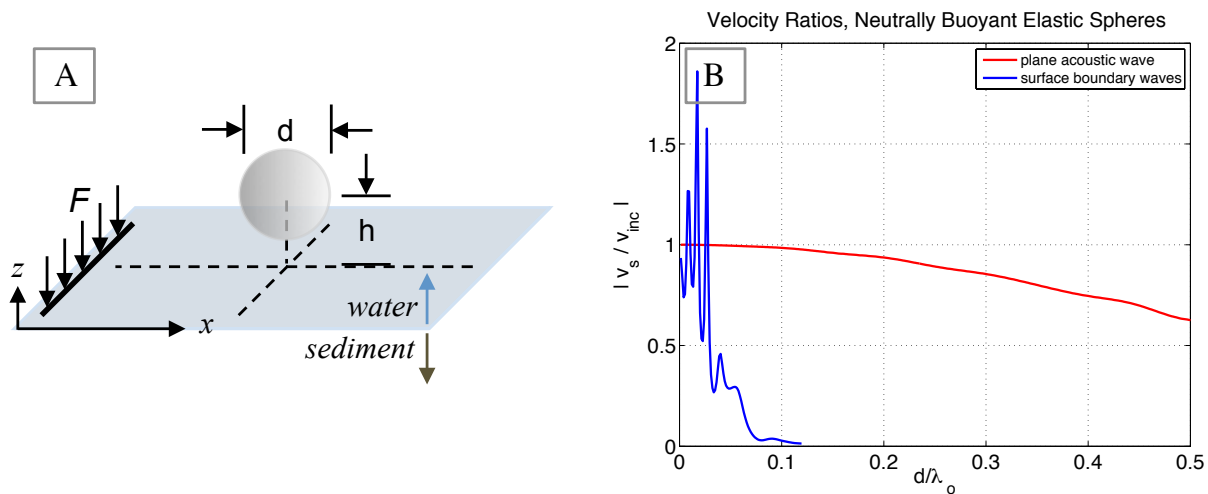 A
d
F
h
z
x
water
sediment
Velocity Ratios, Neutrally Buoyant Elastic Spheres
B
plane acoustic wave
surface boundary waves
2
1.5
1
0.5
0
| v_s / v_inc |
0 0.1 0.2 0.3 0.4 0.5
d/λ_o